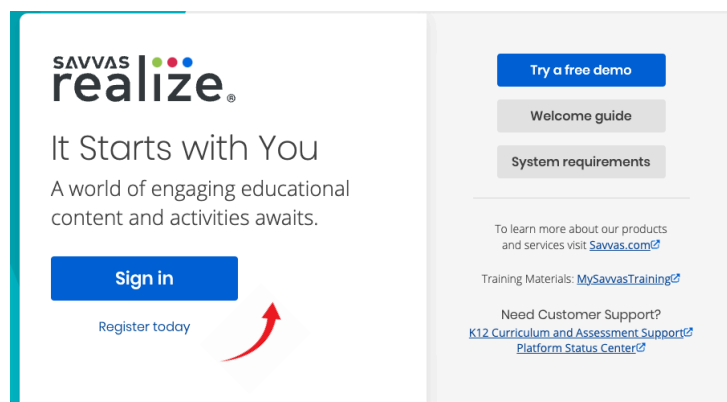 SAVVAS
realize®
It Starts with You
A world of engaging educational
content and activities awaits.
Sign in
Register today
Try a free demo
Welcome guide
System requirements
To learn more about our products
and services visit Savvas.com
Training Materials: MySavvasTraining
Need Customer Support?
K12 Curriculum and Assessment Support
Platform Status Center